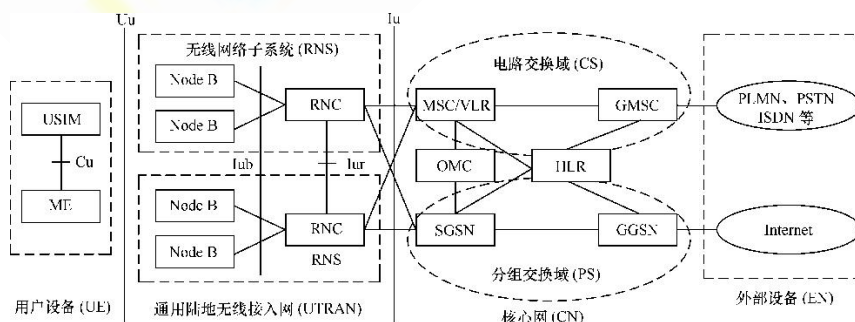 Uu
Iu
无线网络子系统(RNS)
Node B
Node B
RNC
Iub
Iur
Node B
Node B
RNC
RNS
USIM
Cu
ME
电路交换域(CS)
MSC/VLR
GMSC
OMC
HLR
SGSN
GGSN
分组交换域(PS)
PLMN、PSTN
ISDN 等
Internet
用户设备(UE)
通用陆地无线接入网(UTRAN)
核心网(CN)
外部设备(EN)